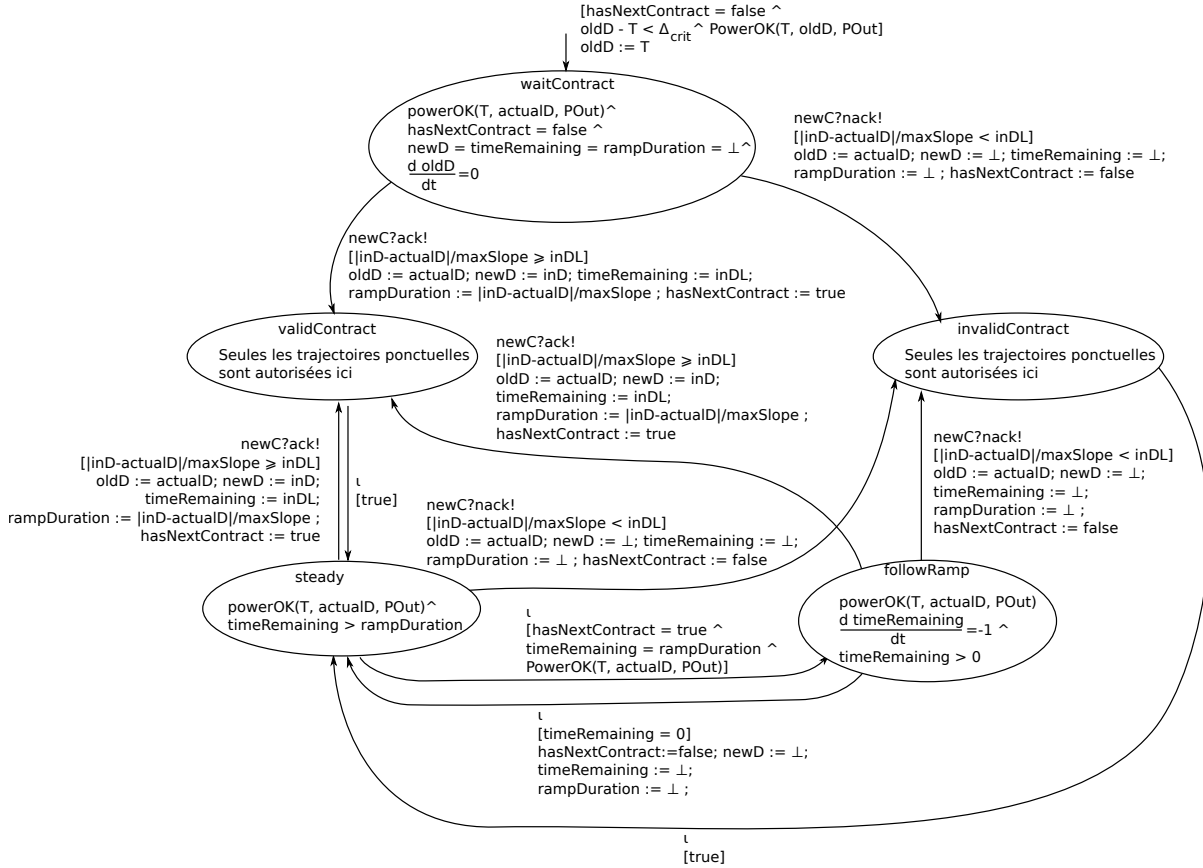 [hasNextContract = false ^
oldD - T < Δcrit ^ PowerOK(T, oldD, POut]
oldD := T
waitContract
powerOK(T, actualD, POut)^
hasNextContract = false ^
newD = timeRemaining = rampDuration = ⊥^
d oldD
dt
=0
newC?nack!
[|inD-actualD|/maxSlope < inDL]
oldD := actualD; newD := ⊥; timeRemaining := ⊥;
rampDuration := ⊥ ; hasNextContract := false
newC?ack!
[|inD-actualD|/maxSlope ⩾ inDL]
oldD := actualD; newD := inD; timeRemaining := inDL;
rampDuration := |inD-actualD|/maxSlope ; hasNextContract := true
validContract
Seules les trajectoires ponctuelles
sont autorisées ici
newC?ack!
[|inD-actualD|/maxSlope ⩾ inDL]
oldD := actualD; newD := inD;
timeRemaining := inDL;
rampDuration := |inD-actualD|/maxSlope ;
hasNextContract := true
invalidContract
Seules les trajectoires ponctuelles
sont autorisées ici
newC?ack!
[|inD-actualD|/maxSlope ⩾ inDL]
oldD := actualD; newD := inD;
timeRemaining := inDL;
rampDuration := |inD-actualD|/maxSlope ;
hasNextContract := true
ι
[true]
newC?nack!
[|inD-actualD|/maxSlope < inDL]
oldD := actualD; newD := ⊥; timeRemaining := ⊥;
rampDuration := ⊥ ; hasNextContract := false
newC?nack!
[|inD-actualD|/maxSlope < inDL]
oldD := actualD; newD := ⊥;
timeRemaining := ⊥;
rampDuration := ⊥ ;
hasNextContract := false
steady
powerOK(T, actualD, POut)^
timeRemaining > rampDuration
followRamp
powerOK(T, actualD, POut)
d timeRemaining
dt
=-1 ^
timeRemaining > 0
ι
[hasNextContract = true ^
timeRemaining = rampDuration ^
PowerOK(T, actualD, POut)]
ι
[timeRemaining = 0]
hasNextContract:=false; newD := ⊥;
timeRemaining := ⊥;
rampDuration := ⊥ ;
ι
[true]